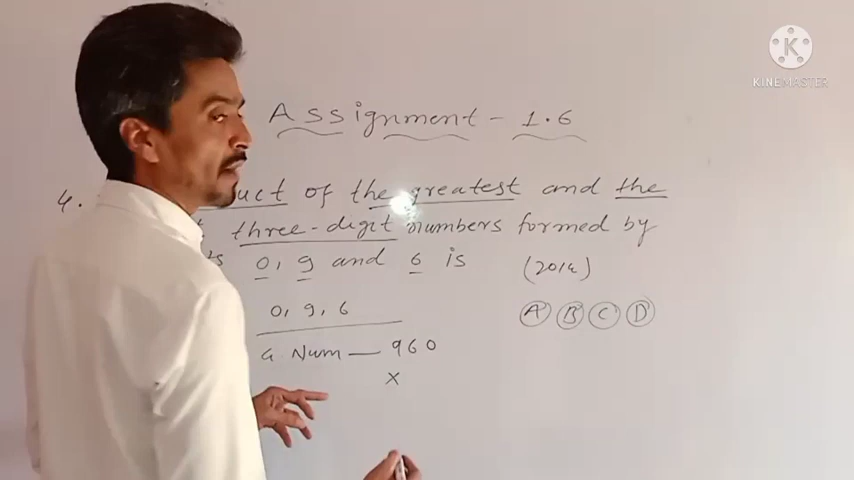 KINEMASTER
Assignment - 1.6
4. uct of the greatest and the
three-digit numbers formed by
0, 9 and 6 is (2014)
0, 9, 6 A B C D
G Num — 960
×